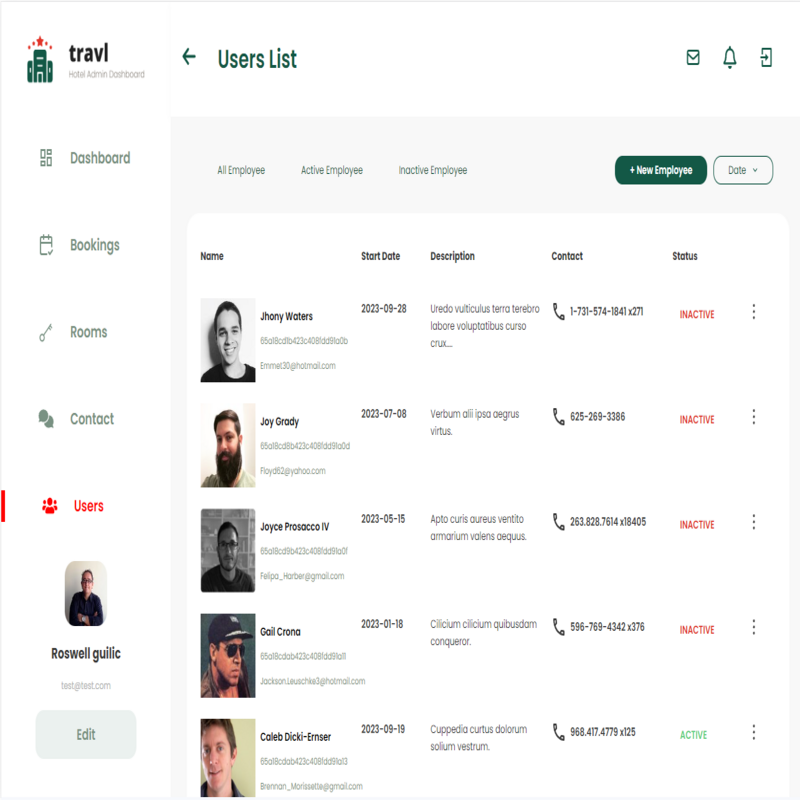 travl
Hotel Admin Dashboard
Users List
Dashboard
Bookings
Rooms
Contact
Users
Roswell guilic
test@test.com
Edit
All Employee
Active Employee
Inactive Employee
+ New Employee
Date
Name
Start Date
Description
Contact
Status
Jhony Waters
65a18cd1b423c408fdd91a0b
Emmet30@hotmail.com
2023-09-28
Uredo vulticulus terra terebro
labore voluptatibus curso
crux...
1-731-574-1841 x271
INACTIVE
Joy Grady
65a18cd8b423c408fdd91a0d
Floyd62@yahoo.com
2023-07-08
Verbum alii ipsa aegrus
virtus.
625-269-3386
INACTIVE
Joyce Prosacco IV
65a18cd9b423c408fdd91a0f
Felipa_Harber@gmail.com
2023-05-15
Apto curis aureus ventito
armarium valens aequus.
263.828.7614 x18405
INACTIVE
Gail Crona
65a18cdab423c408fdd91a11
Jackson.Leuschke3@hotmail.com
2023-01-18
Cilicium cilicium quibusdam
conqueror.
596-769-4342 x376
INACTIVE
Caleb Dicki-Ernser
65a18cdab423c408fdd91a13
Brennan_Morissette@gmail.com
2023-09-19
Cuppedia curtus dolorum
solium vestrum.
968.417.4779 x125
ACTIVE